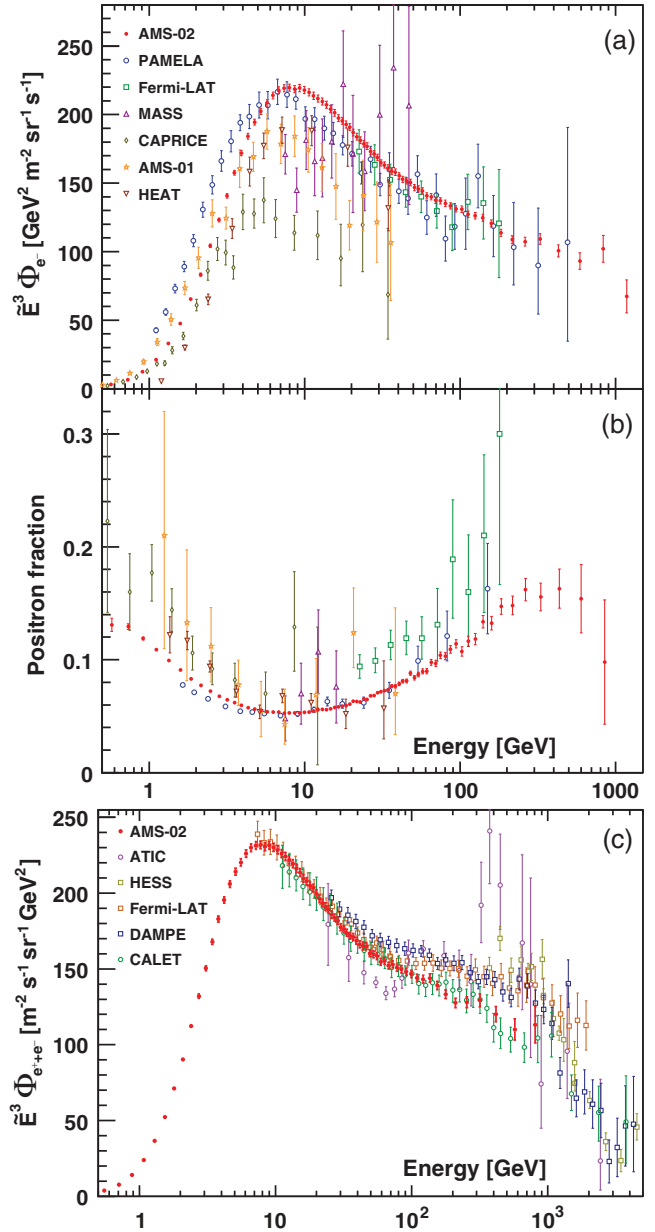 (a)
AMS-02
PAMELA
Fermi-LAT
MASS
CAPRICE
AMS-01
HEAT
Ẽ³ Φe⁻ [GeV² m⁻² sr⁻¹ s⁻¹]
250
200
150
100
50
0
(b)
Positron fraction
0.3
0.2
0.1
0
Energy [GeV]
1 10 100 1000
(c)
AMS-02
ATIC
HESS
Fermi-LAT
DAMPE
CALET
Ẽ³ Φe⁺+e⁻ [m⁻² s⁻¹ sr⁻¹ GeV²]
250
200
150
100
50
0
Energy [GeV]
1 10 10² 10³